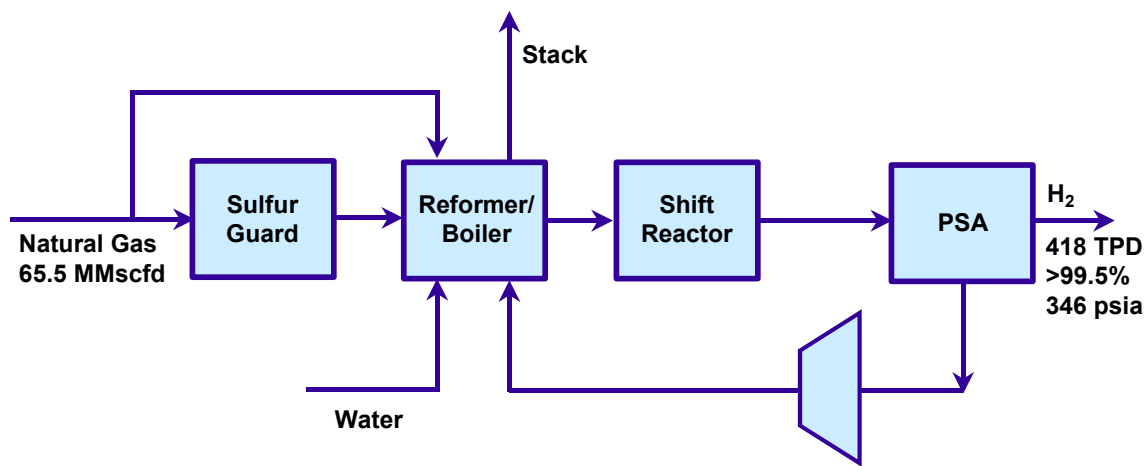 Stack
Sulfur
Guard
Reformer/
Boiler
Shift
Reactor
PSA
H₂
Natural Gas
65.5 MMscfd
418 TPD
>99.5%
346 psia
Water